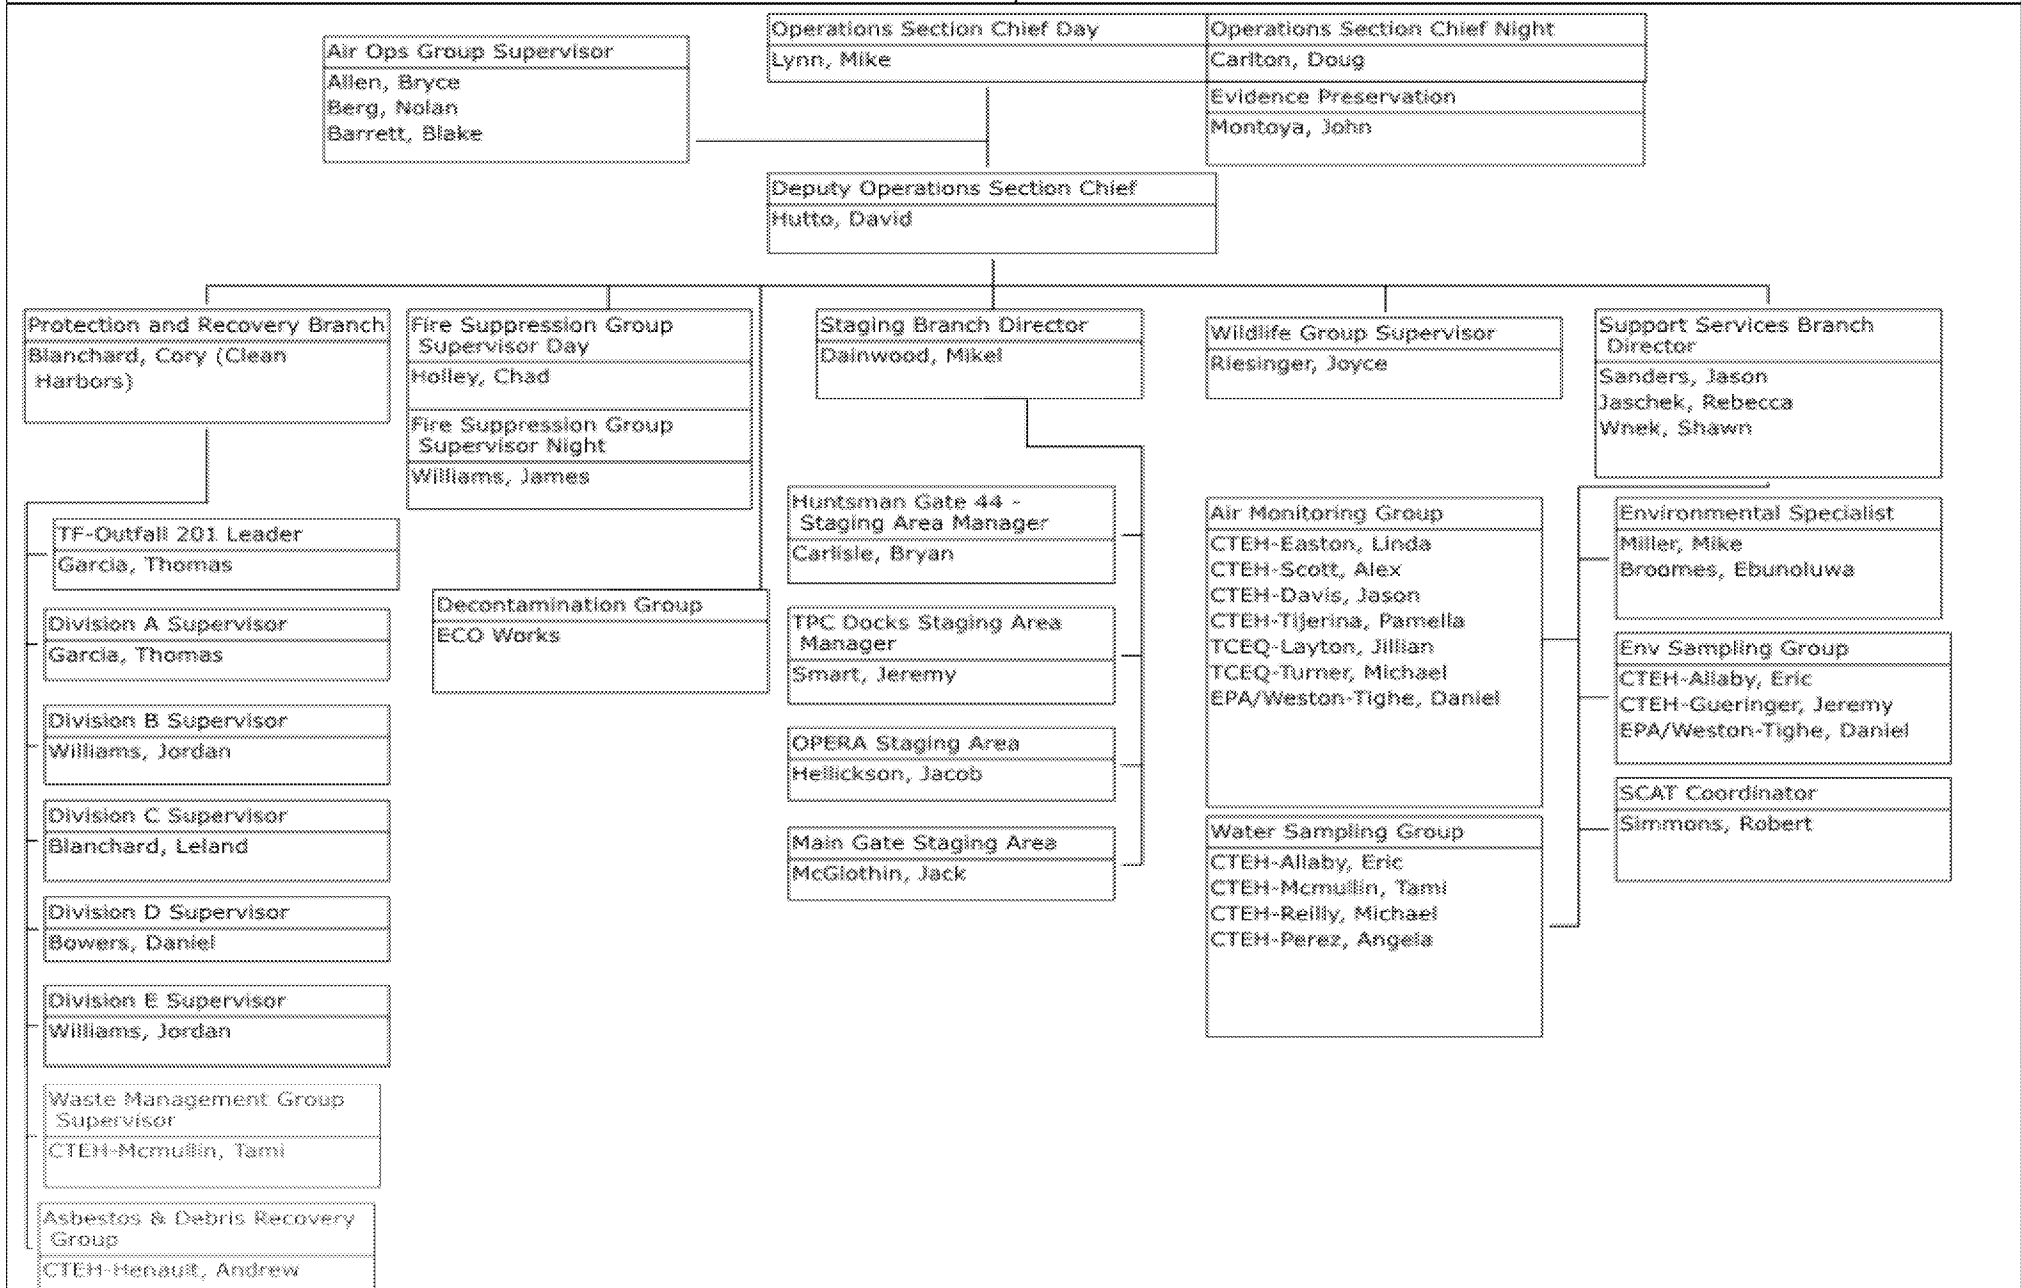 Air Ops Group Supervisor
Allen, Bryce
Berg, Nolan
Barrett, Blake
Operations Section Chief Day
Lynn, Mike
Operations Section Chief Night
Carlton, Doug
Evidence Preservation
Montoya, John
Deputy Operations Section Chief
Hutto, David
Protection and Recovery Branch
Blanchard, Cory (Clean
Harbors)
TF-Outfall 201 Leader
Garcia, Thomas
Division A Supervisor
Garcia, Thomas
Division B Supervisor
Williams, Jordan
Division C Supervisor
Blanchard, Leland
Division D Supervisor
Bowers, Daniel
Division E Supervisor
Williams, Jordan
Waste Management Group
Supervisor
CTEH-Mcmullin, Tami
Asbestos & Debris Recovery
Group
CTEH-Henault, Andrew
Fire Suppression Group
Supervisor Day
Holley, Chad
Fire Suppression Group
Supervisor Night
Williams, James
Decontamination Group
ECO Works
Staging Branch Director
Dainwood, Mikel
Huntsman Gate 44 -
Staging Area Manager
Carlisle, Bryan
TPC Docks Staging Area
Manager
Smart, Jeremy
OPERA Staging Area
Hellickson, Jacob
Main Gate Staging Area
McGlothin, Jack
Wildlife Group Supervisor
Riesinger, Joyce
Support Services Branch
Director
Sanders, Jason
Jaschek, Rebecca
Wnek, Shawn
Air Monitoring Group
CTEH-Easton, Linda
CTEH-Scott, Alex
CTEH-Davis, Jason
CTEH-Tijerina, Pamella
TCEQ-Layton, Jillian
TCEQ-Turner, Michael
EPA/Weston-Tighe, Daniel
Water Sampling Group
CTEH-Allaby, Eric
CTEH-Mcmullin, Tami
CTEH-Reilly, Michael
CTEH-Perez, Angela
Environmental Specialist
Miller, Mike
Broomes, Ebunoluwa
Env Sampling Group
CTEH-Allaby, Eric
CTEH-Gueringer, Jeremy
EPA/Weston-Tighe, Daniel
SCAT Coordinator
Simmons, Robert